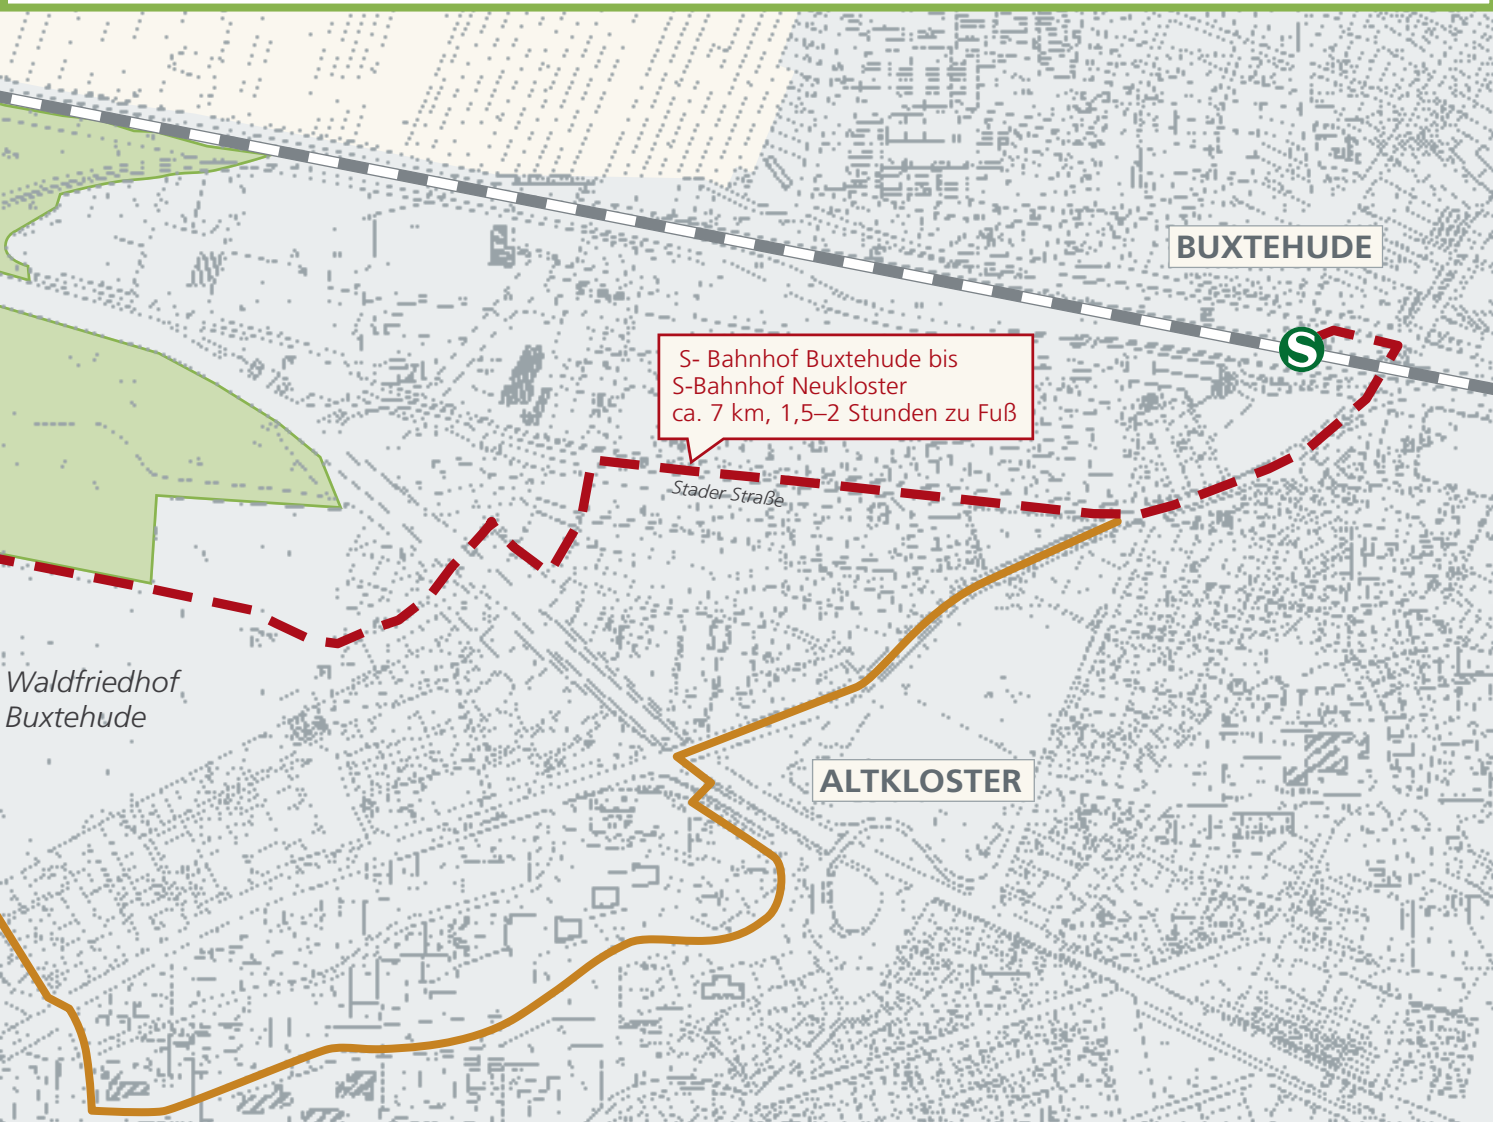 BUXTEHUDE
S
S- Bahnhof Buxtehude bis
S-Bahnhof Neukloster
ca. 7 km, 1,5–2 Stunden zu Fuß
Stader Straße
Waldfriedhof
Buxtehude
ALTKLOSTER